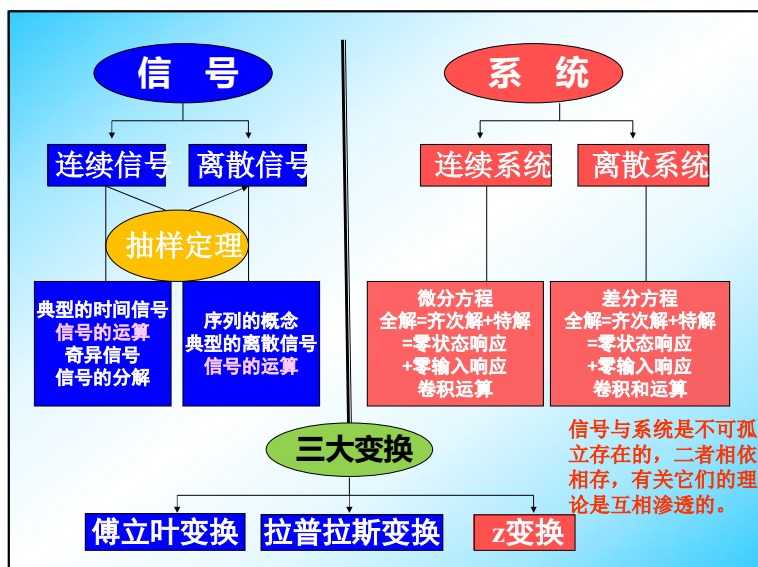 信 号
系 统
连续信号
离散信号
连续系统
离散系统
抽样定理
典型的时间信号
信号的运算
奇异信号
信号的分解
序列的概念
典型的离散信号
信号的运算
微分方程
全解=齐次解+特解
=零状态响应
+零输入响应
卷积运算
差分方程
全解=齐次解+特解
=零状态响应
+零输入响应
卷积和运算
三大变换
信号与系统是不可孤
立存在的，二者相依
相存，有关它们的理
论是互相渗透的。
傅立叶变换
拉普拉斯变换
z变换